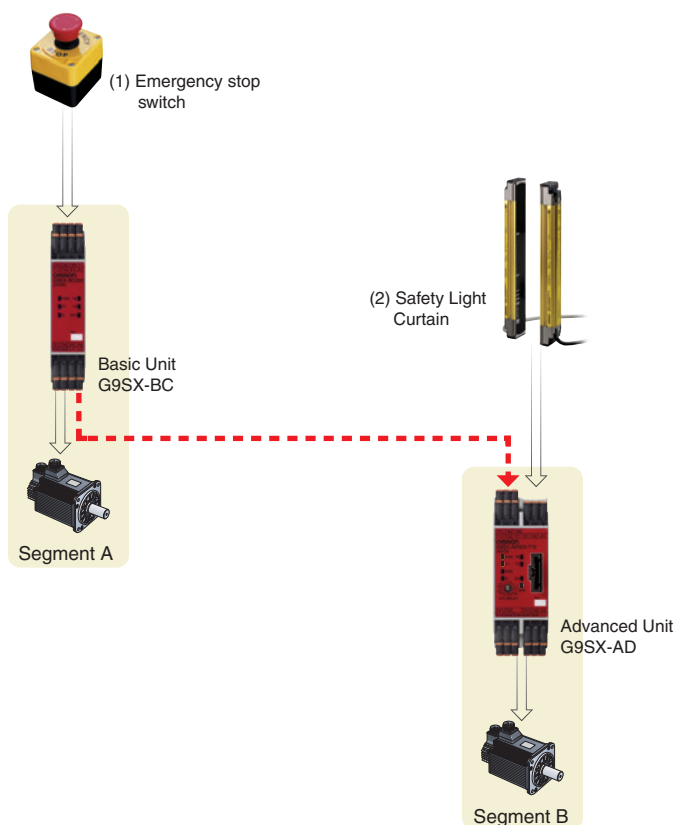 (1) Emergency stop
switch
(2) Safety Light
Curtain
Basic Unit
G9SX-BC
Segment A
Advanced Unit
G9SX-AD
Segment B